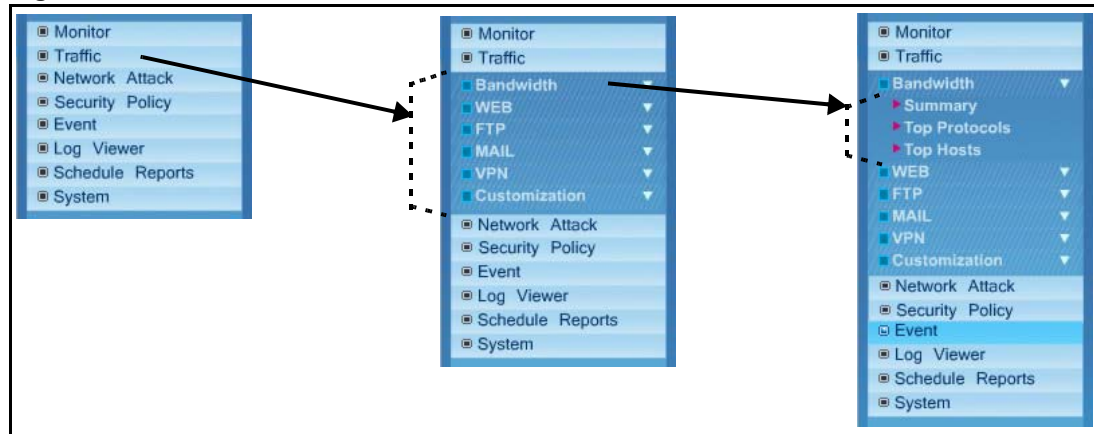 Monitor
Traffic
Network Attack
Security Policy
Event
Log Viewer
Schedule Reports
System
Monitor
Traffic
Bandwidth
WEB
FTP
MAIL
VPN
Customization
Network Attack
Security Policy
Event
Log Viewer
Schedule Reports
System
Monitor
Traffic
Bandwidth
Summary
Top Protocols
Top Hosts
WEB
FTP
MAIL
VPN
Customization
Network Attack
Security Policy
Event
Log Viewer
Schedule Reports
System